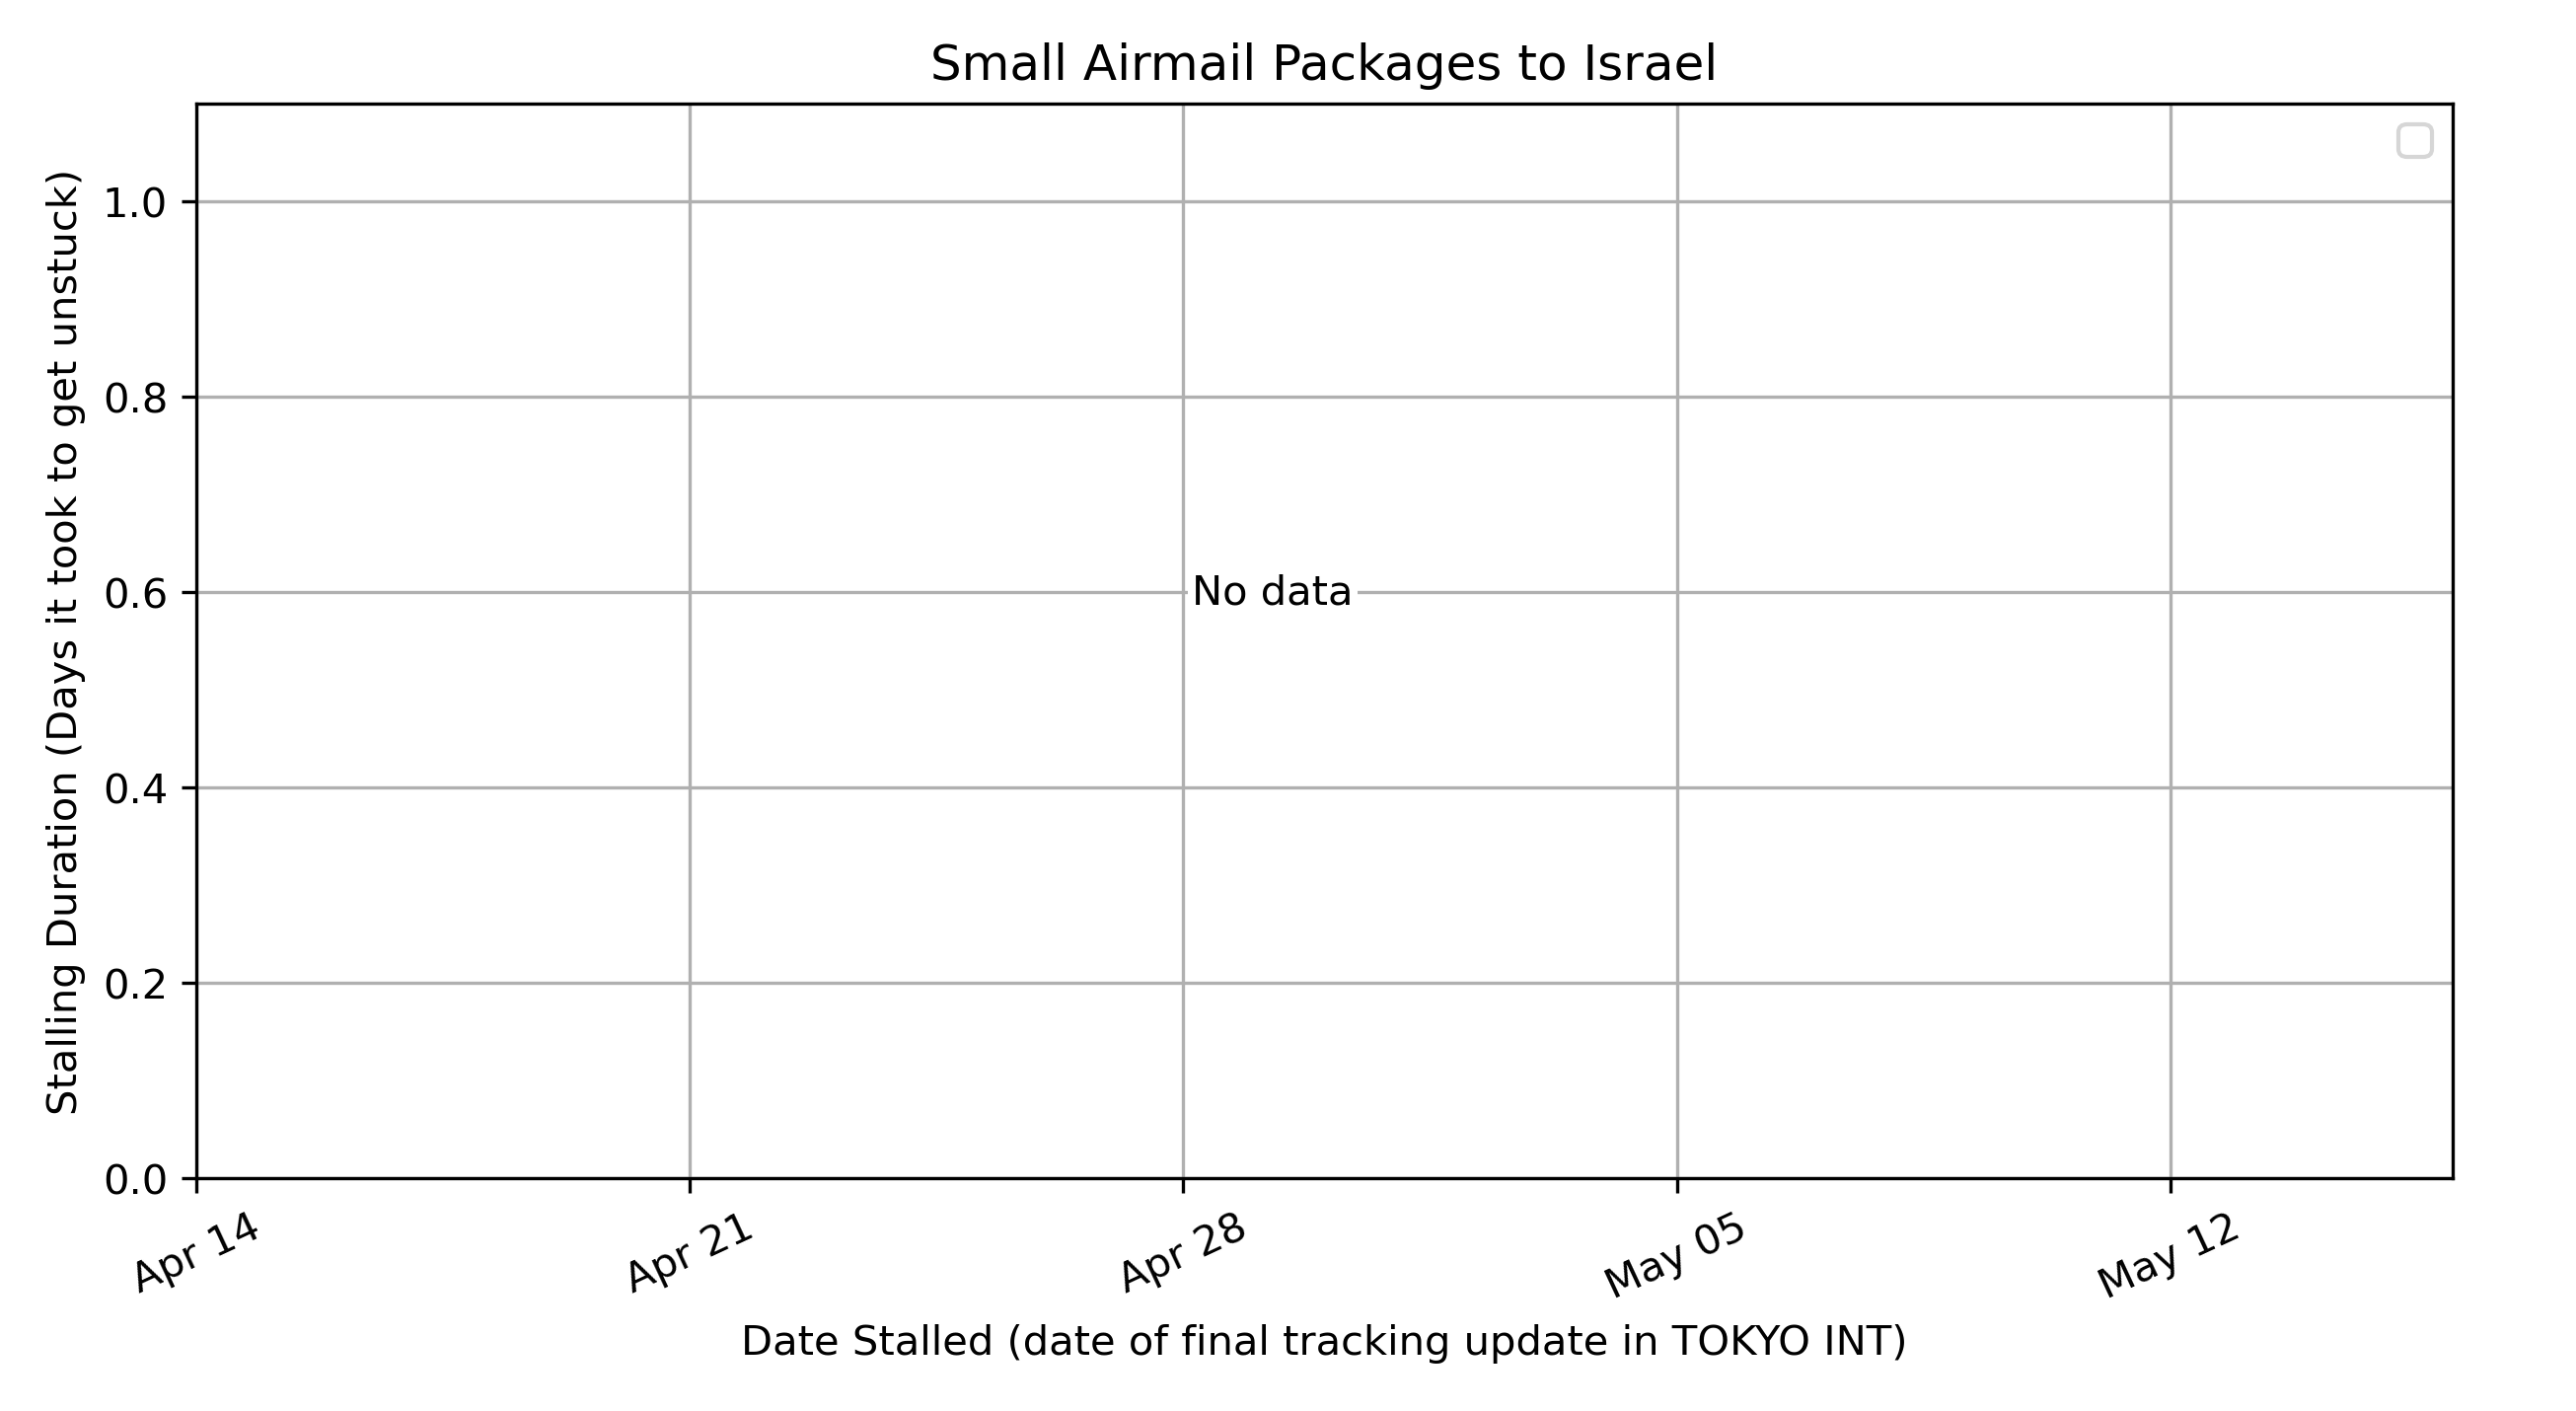 Small Airmail Packages to Israel
Stalling Duration (Days it took to get unstuck)
1.0
0.8
0.6
0.4
0.2
0.0
No data
Apr 14
Apr 21
Apr 28
May 05
May 12
Date Stalled (date of final tracking update in TOKYO INT)